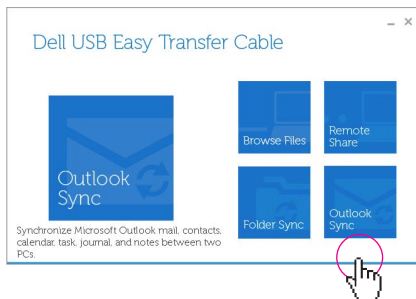 Dell USB Easy Transfer Cable
Outlook
Sync
Synchronize Microsoft Outlook mail, contacts,
calendar, task, journal, and notes between two
PCs.
Browse Files
Remote
Share
Folder Sync
Outlook
Sync